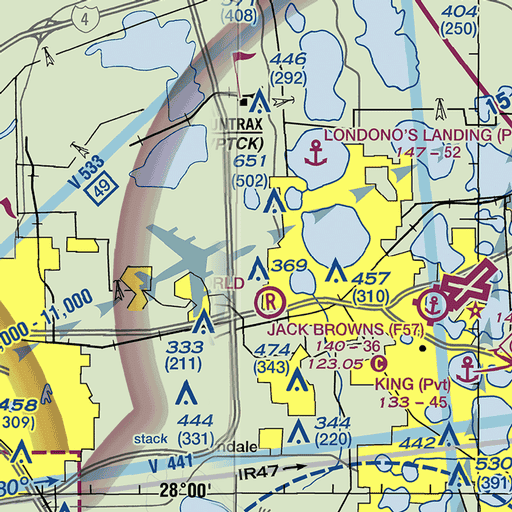 (408)
404
(250)
4
446
(292)
UNTRAX
(PTCK)
LONDONO'S LANDING (P
147 – 52
651
(502)
V 533
49
369
RLD
457
(310)
,000 – 11,000
R
JACK BROWNS (F57)
140 – 36
123.05 C
333
(211)
474
(343)
KING (Pvt)
133 – 45
458
309)
444
(331)
344
(220)
stack
ndale
442
V 441
IR47
530
(391)
80°
28°00'